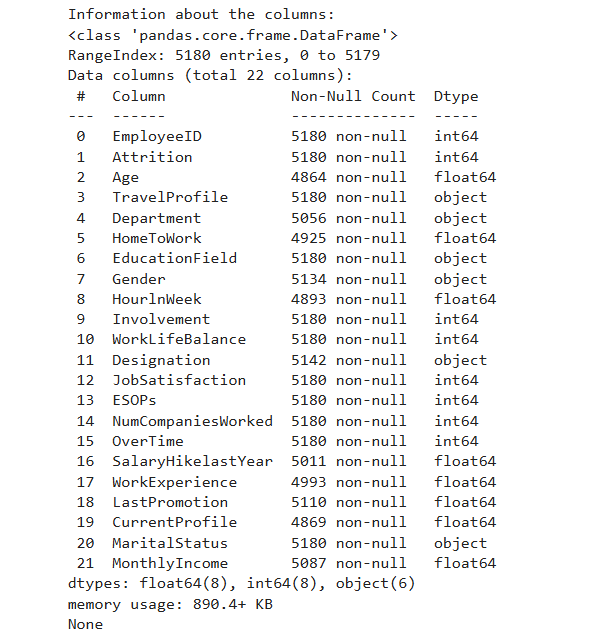 Information about the columns:
<class 'pandas.core.frame.DataFrame'>
RangeIndex: 5180 entries, 0 to 5179
Data columns (total 22 columns):
 #   Column              Non-Null Count  Dtype
---  ------              --------------  -----
 0   EmployeeID          5180 non-null   int64
 1   Attrition           5180 non-null   int64
 2   Age                 4864 non-null   float64
 3   TravelProfile       5180 non-null   object
 4   Department          5056 non-null   object
 5   HomeToWork          4925 non-null   float64
 6   EducationField      5180 non-null   object
 7   Gender              5134 non-null   object
 8   HourlnWeek          4893 non-null   float64
 9   Involvement         5180 non-null   int64
 10  WorkLifeBalance     5180 non-null   int64
 11  Designation         5142 non-null   object
 12  JobSatisfaction     5180 non-null   int64
 13  ESOPs               5180 non-null   int64
 14  NumCompaniesWorked  5180 non-null   int64
 15  OverTime            5180 non-null   int64
 16  SalaryHikelastYear  5011 non-null   float64
 17  WorkExperience      4993 non-null   float64
 18  LastPromotion       5110 non-null   float64
 19  CurrentProfile      4869 non-null   float64
 20  MaritalStatus       5180 non-null   object
 21  MonthlyIncome       5087 non-null   float64
dtypes: float64(8), int64(8), object(6)
memory usage: 890.4+ KB
None